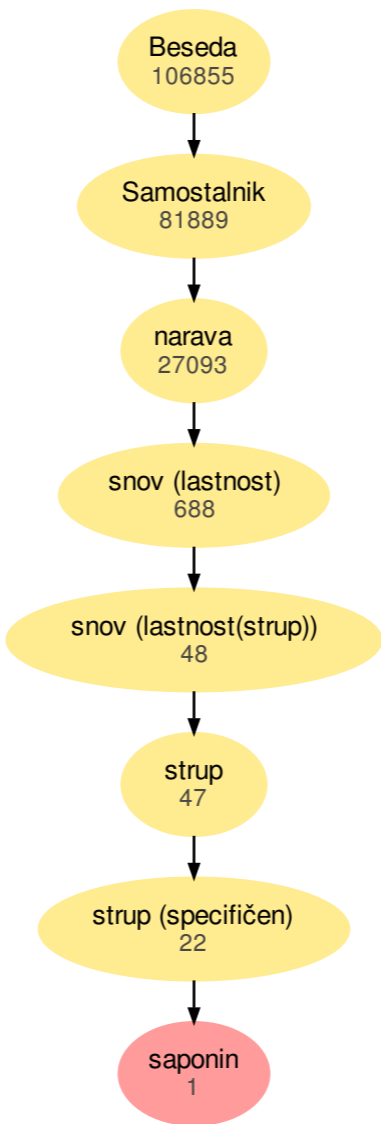 Beseda
106855
Samostalnik
81889
narava
27093
snov (lastnost)
688
snov (lastnost(strup))
48
strup
47
strup (specifičen)
22
saponin
1